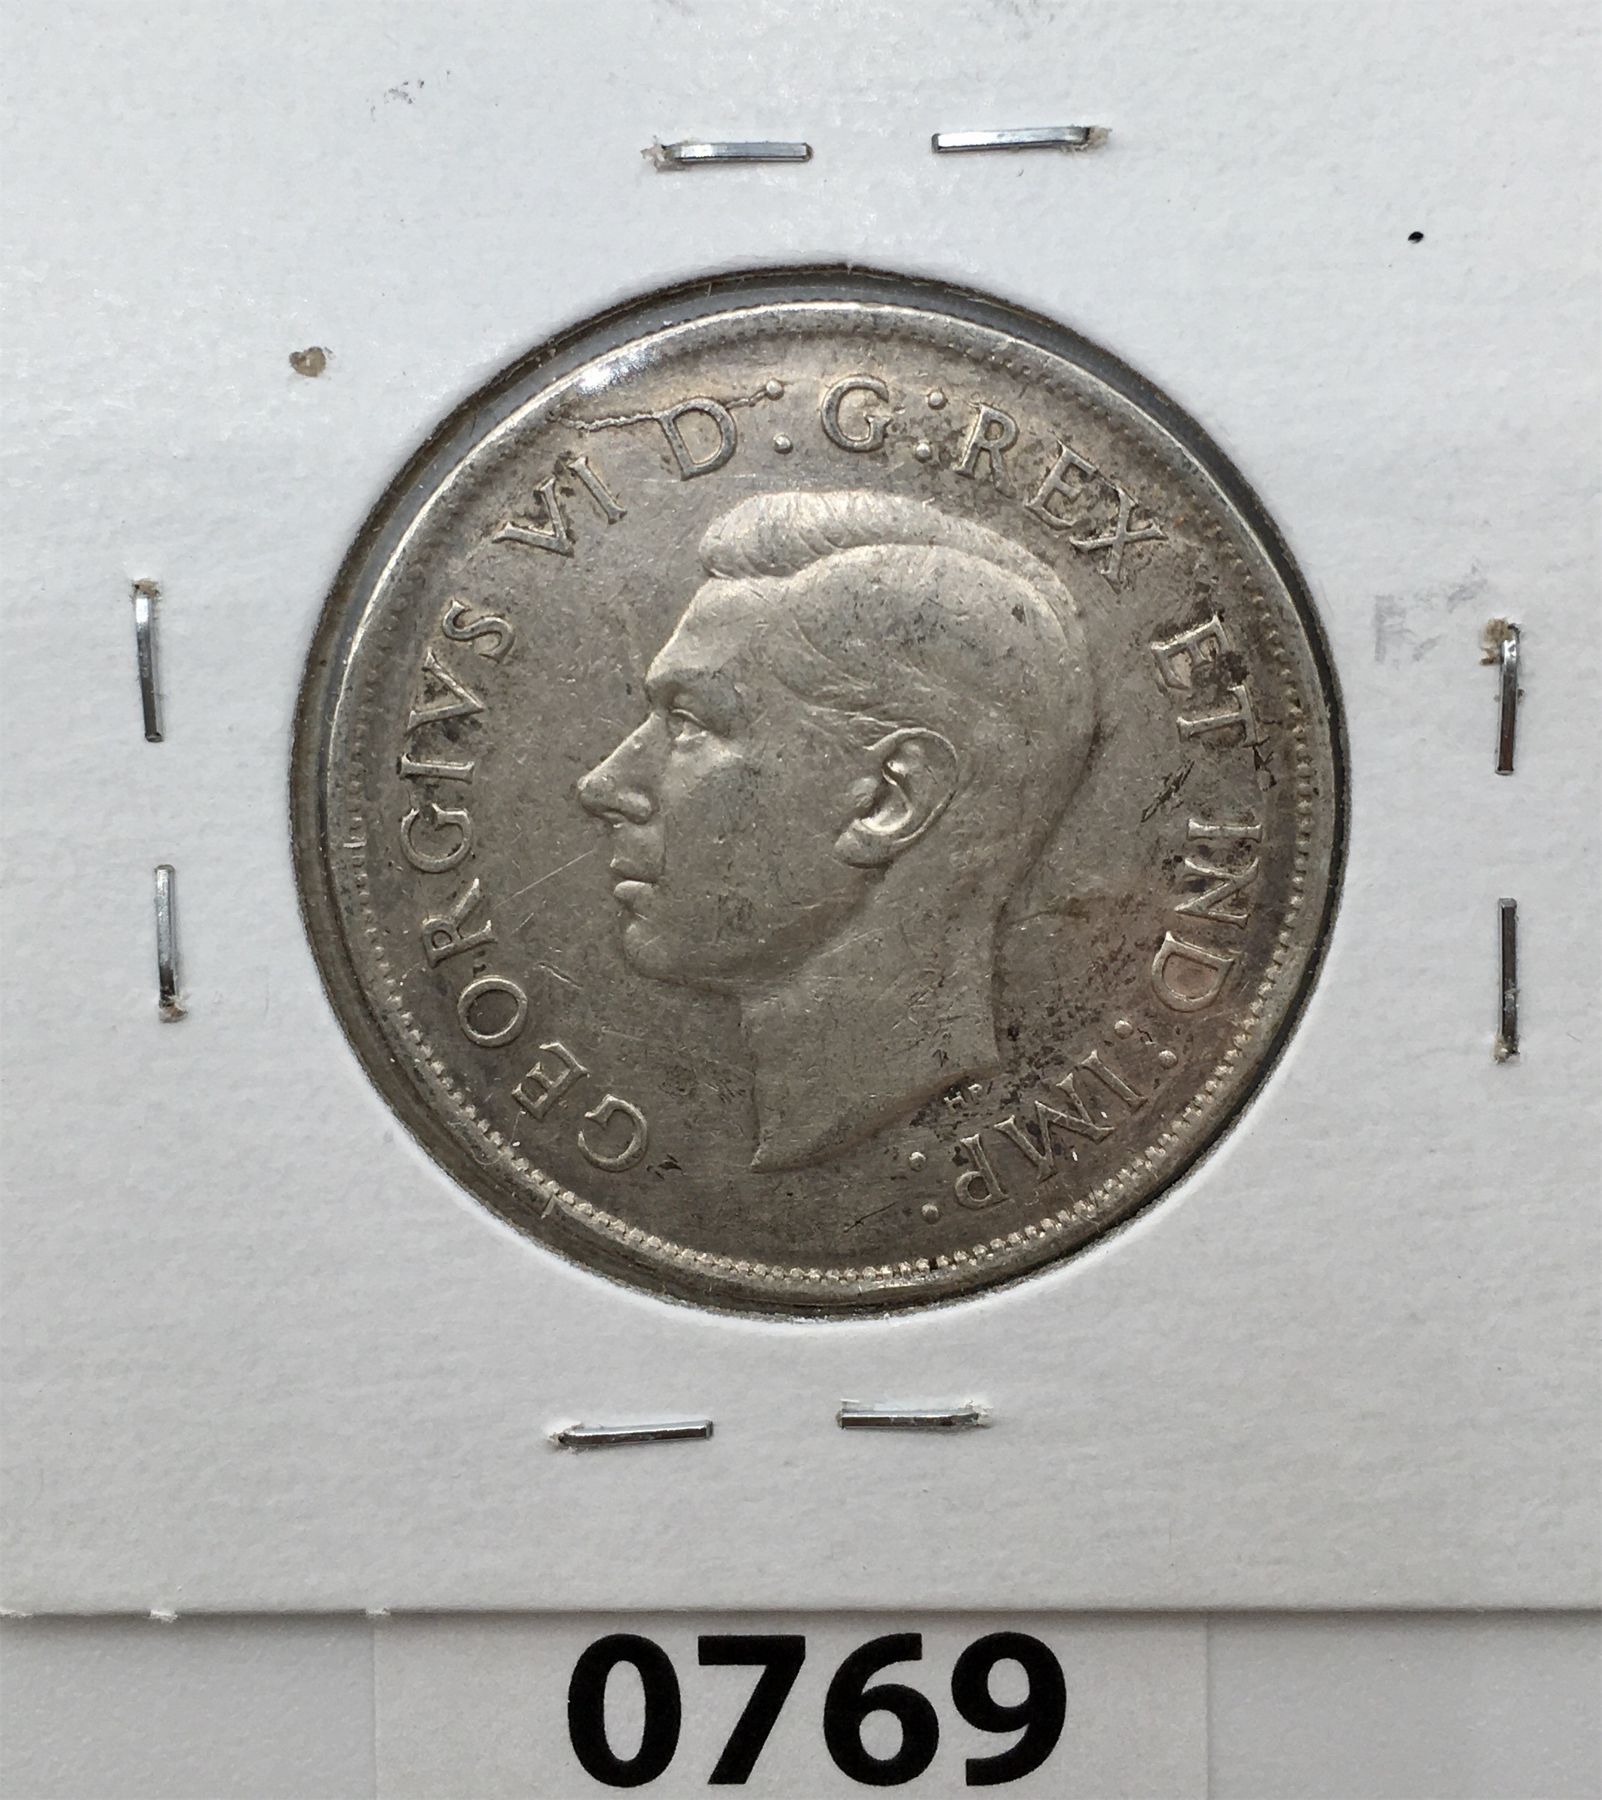 GEORGIVS VI D:G:REX ET IND:IMP:
HP
0769